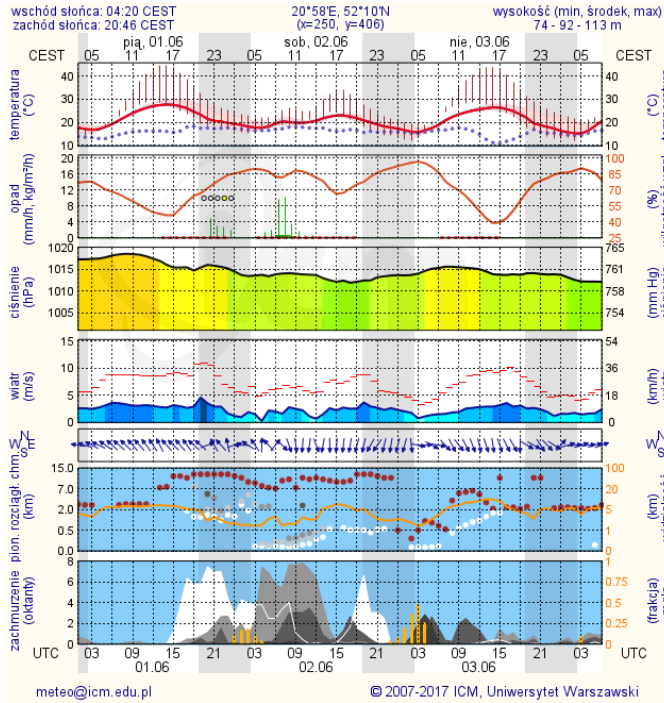 wschód słońca: 04:20 CEST 20°58'E, 52°10'N wysokość (min, środek, max)
zachód słońca: 20:46 CEST (x=250, y=406) 74 - 92 - 113 m
pią, 01.06 sob, 02.06 nie, 03.06
CEST 05 11 17 23 05 11 17 23 05 11 17 23 05 CEST
temperatura
(°C)
40 40
30 30
20 20
10 10
(°C)
opad
(mm/h, kg/m²/h)
20 100
16 85
12 70
8 55
4 40
0 25
(%)
ciśnienie
(hPa)
1020 765
1015 761
1010 758
1005 754
(mm Hg)
wiatr
(m/s)
15 54
10 36
5 18
0 0
(km/h)
N
W E
S
N
W E
S
pion. rozciągł. chm.
(km)
15.0 100
7.0 20
2.0 5
0.5 1
0.0 0
(km)
zachmurzenie
(oktanty)
8 1
6 0.75
4 0.5
2 0.25
0 0
(frakcja)
UTC 03 09 15 21 03 09 15 21 03 09 15 21 03 UTC
01.06 02.06 03.06
meteo@icm.edu.pl © 2007-2017 ICM, Uniwersytet Warszawski